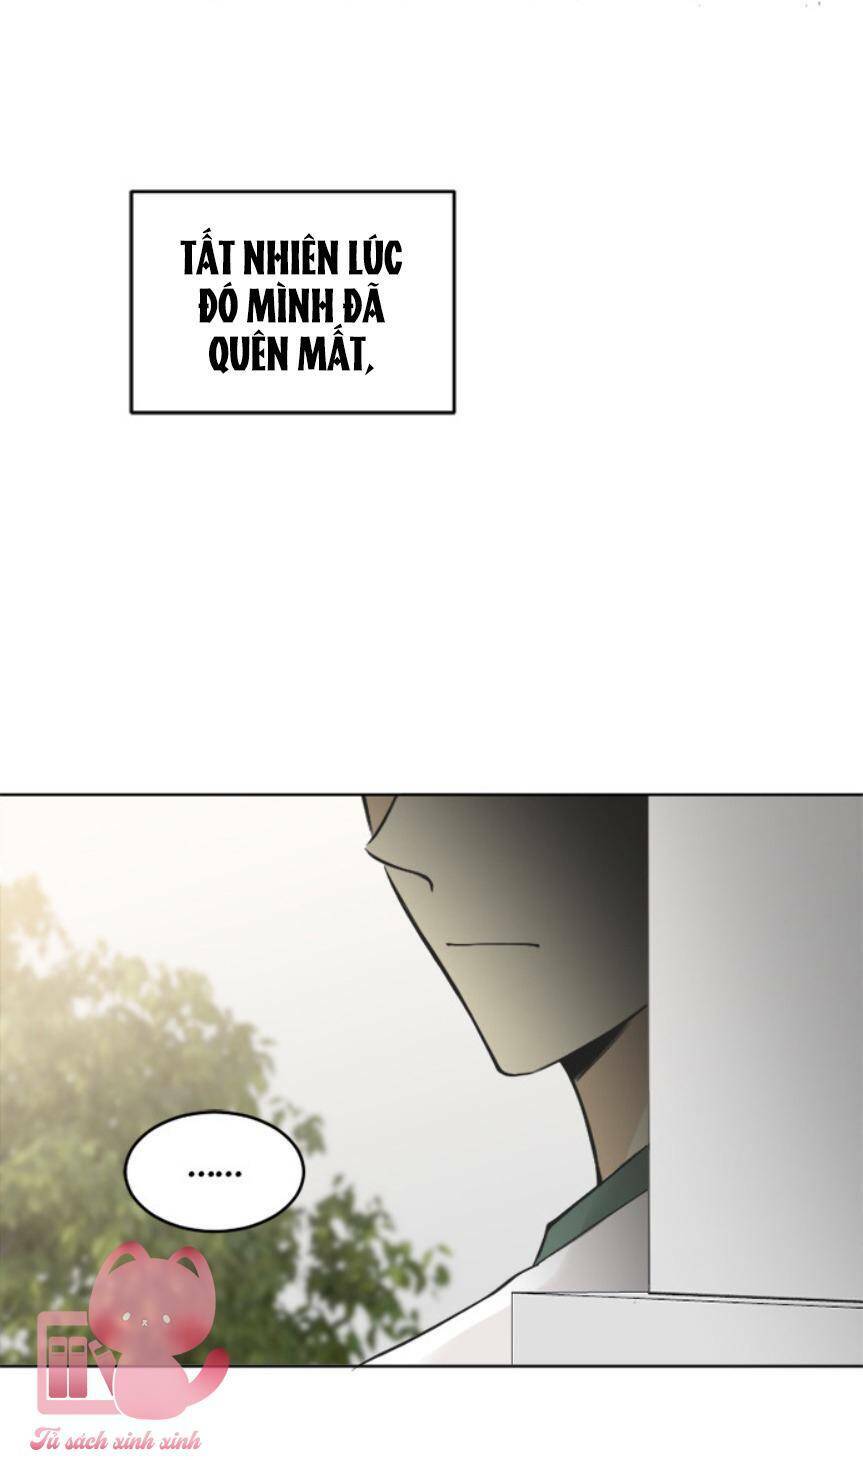 TẤT NHIÊN LÚC
ĐÓ MÌNH ĐÃ
QUÊN MẤT,
......
Tủ sách xinh xinh